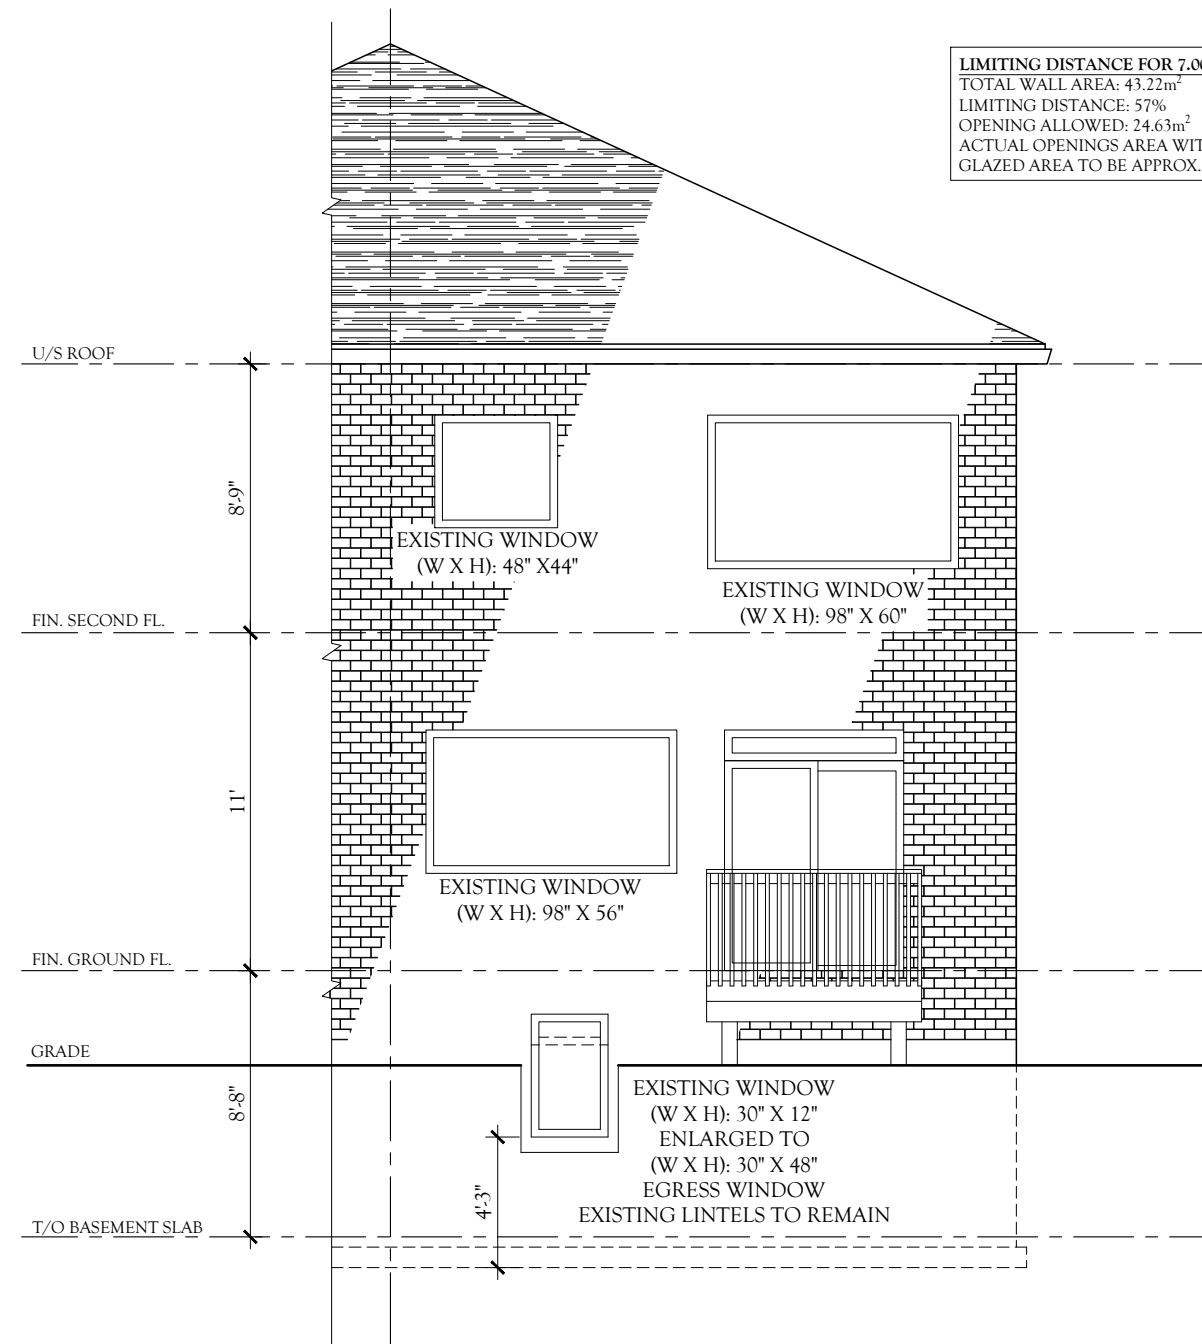 LIMITING DISTANCE FOR 7.0
TOTAL WALL AREA: 43.22m²
LIMITING DISTANCE: 57%
OPENING ALLOWED: 24.63m²
ACTUAL OPENINGS AREA WIT
GLAZED AREA TO BE APPROX.
U/S ROOF
8'-9"
EXISTING WINDOW
(W X H): 48" X44"
EXISTING WINDOW
(W X H): 98" X 60"
FIN. SECOND FL.
11'
EXISTING WINDOW
(W X H): 98" X 56"
FIN. GROUND FL.
GRADE
8'-8"
EXISTING WINDOW
(W X H): 30" X 12"
ENLARGED TO
(W X H): 30" X 48"
EGRESS WINDOW
EXISTING LINTELS TO REMAIN
4'-3"
T/O BASEMENT SLAB